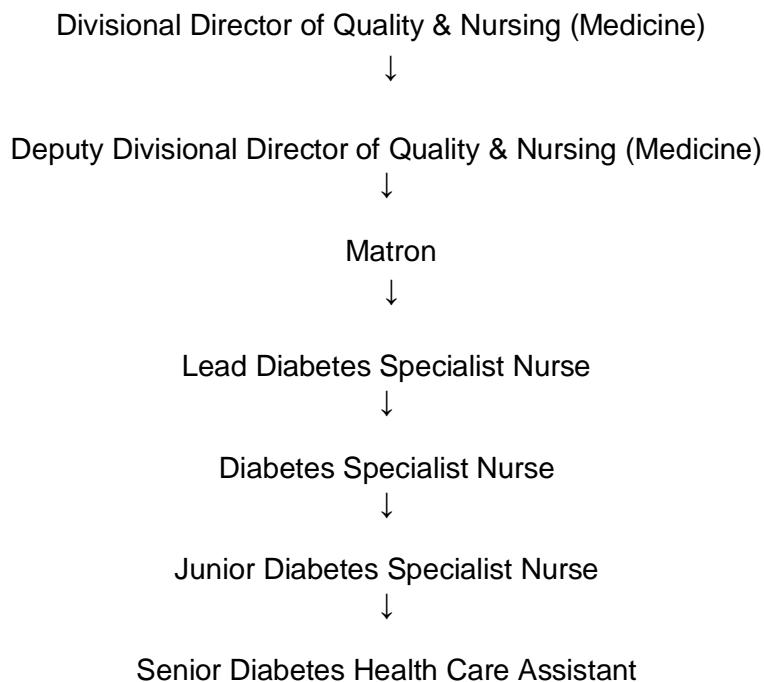 Divisional Director of Quality & Nursing (Medicine)
↓
Deputy Divisional Director of Quality & Nursing (Medicine)
↓
Matron
↓
Lead Diabetes Specialist Nurse
↓
Diabetes Specialist Nurse
↓
Junior Diabetes Specialist Nurse
↓
Senior Diabetes Health Care Assistant